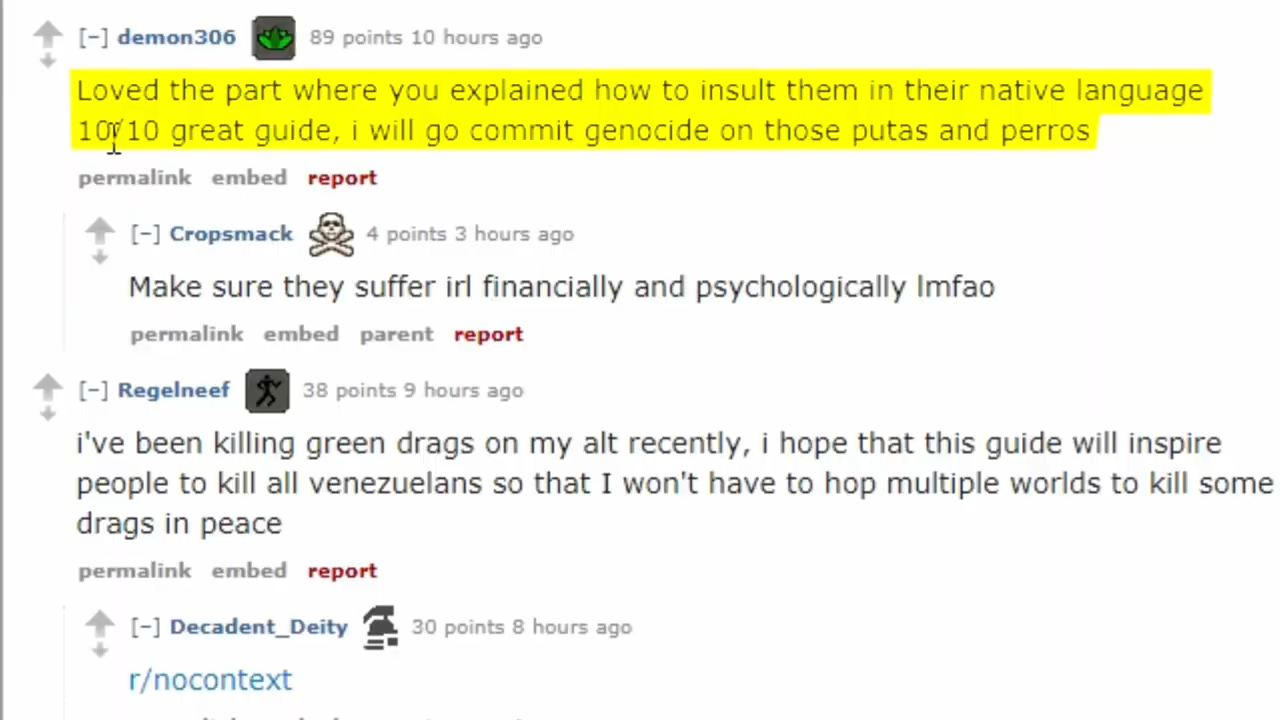 [-] demon306 89 points 10 hours ago
Loved the part where you explained how to insult them in their native language
10/10 great guide, i will go commit genocide on those putas and perros
permalink embed report
[-] Cropsmack 4 points 3 hours ago
Make sure they suffer irl financially and psychologically lmfao
permalink embed parent report
[-] Regelneef 38 points 9 hours ago
i've been killing green drags on my alt recently, i hope that this guide will inspire
people to kill all venezuelans so that I won't have to hop multiple worlds to kill some
drags in peace
permalink embed report
[-] Decadent_Deity 30 points 8 hours ago
r/nocontext